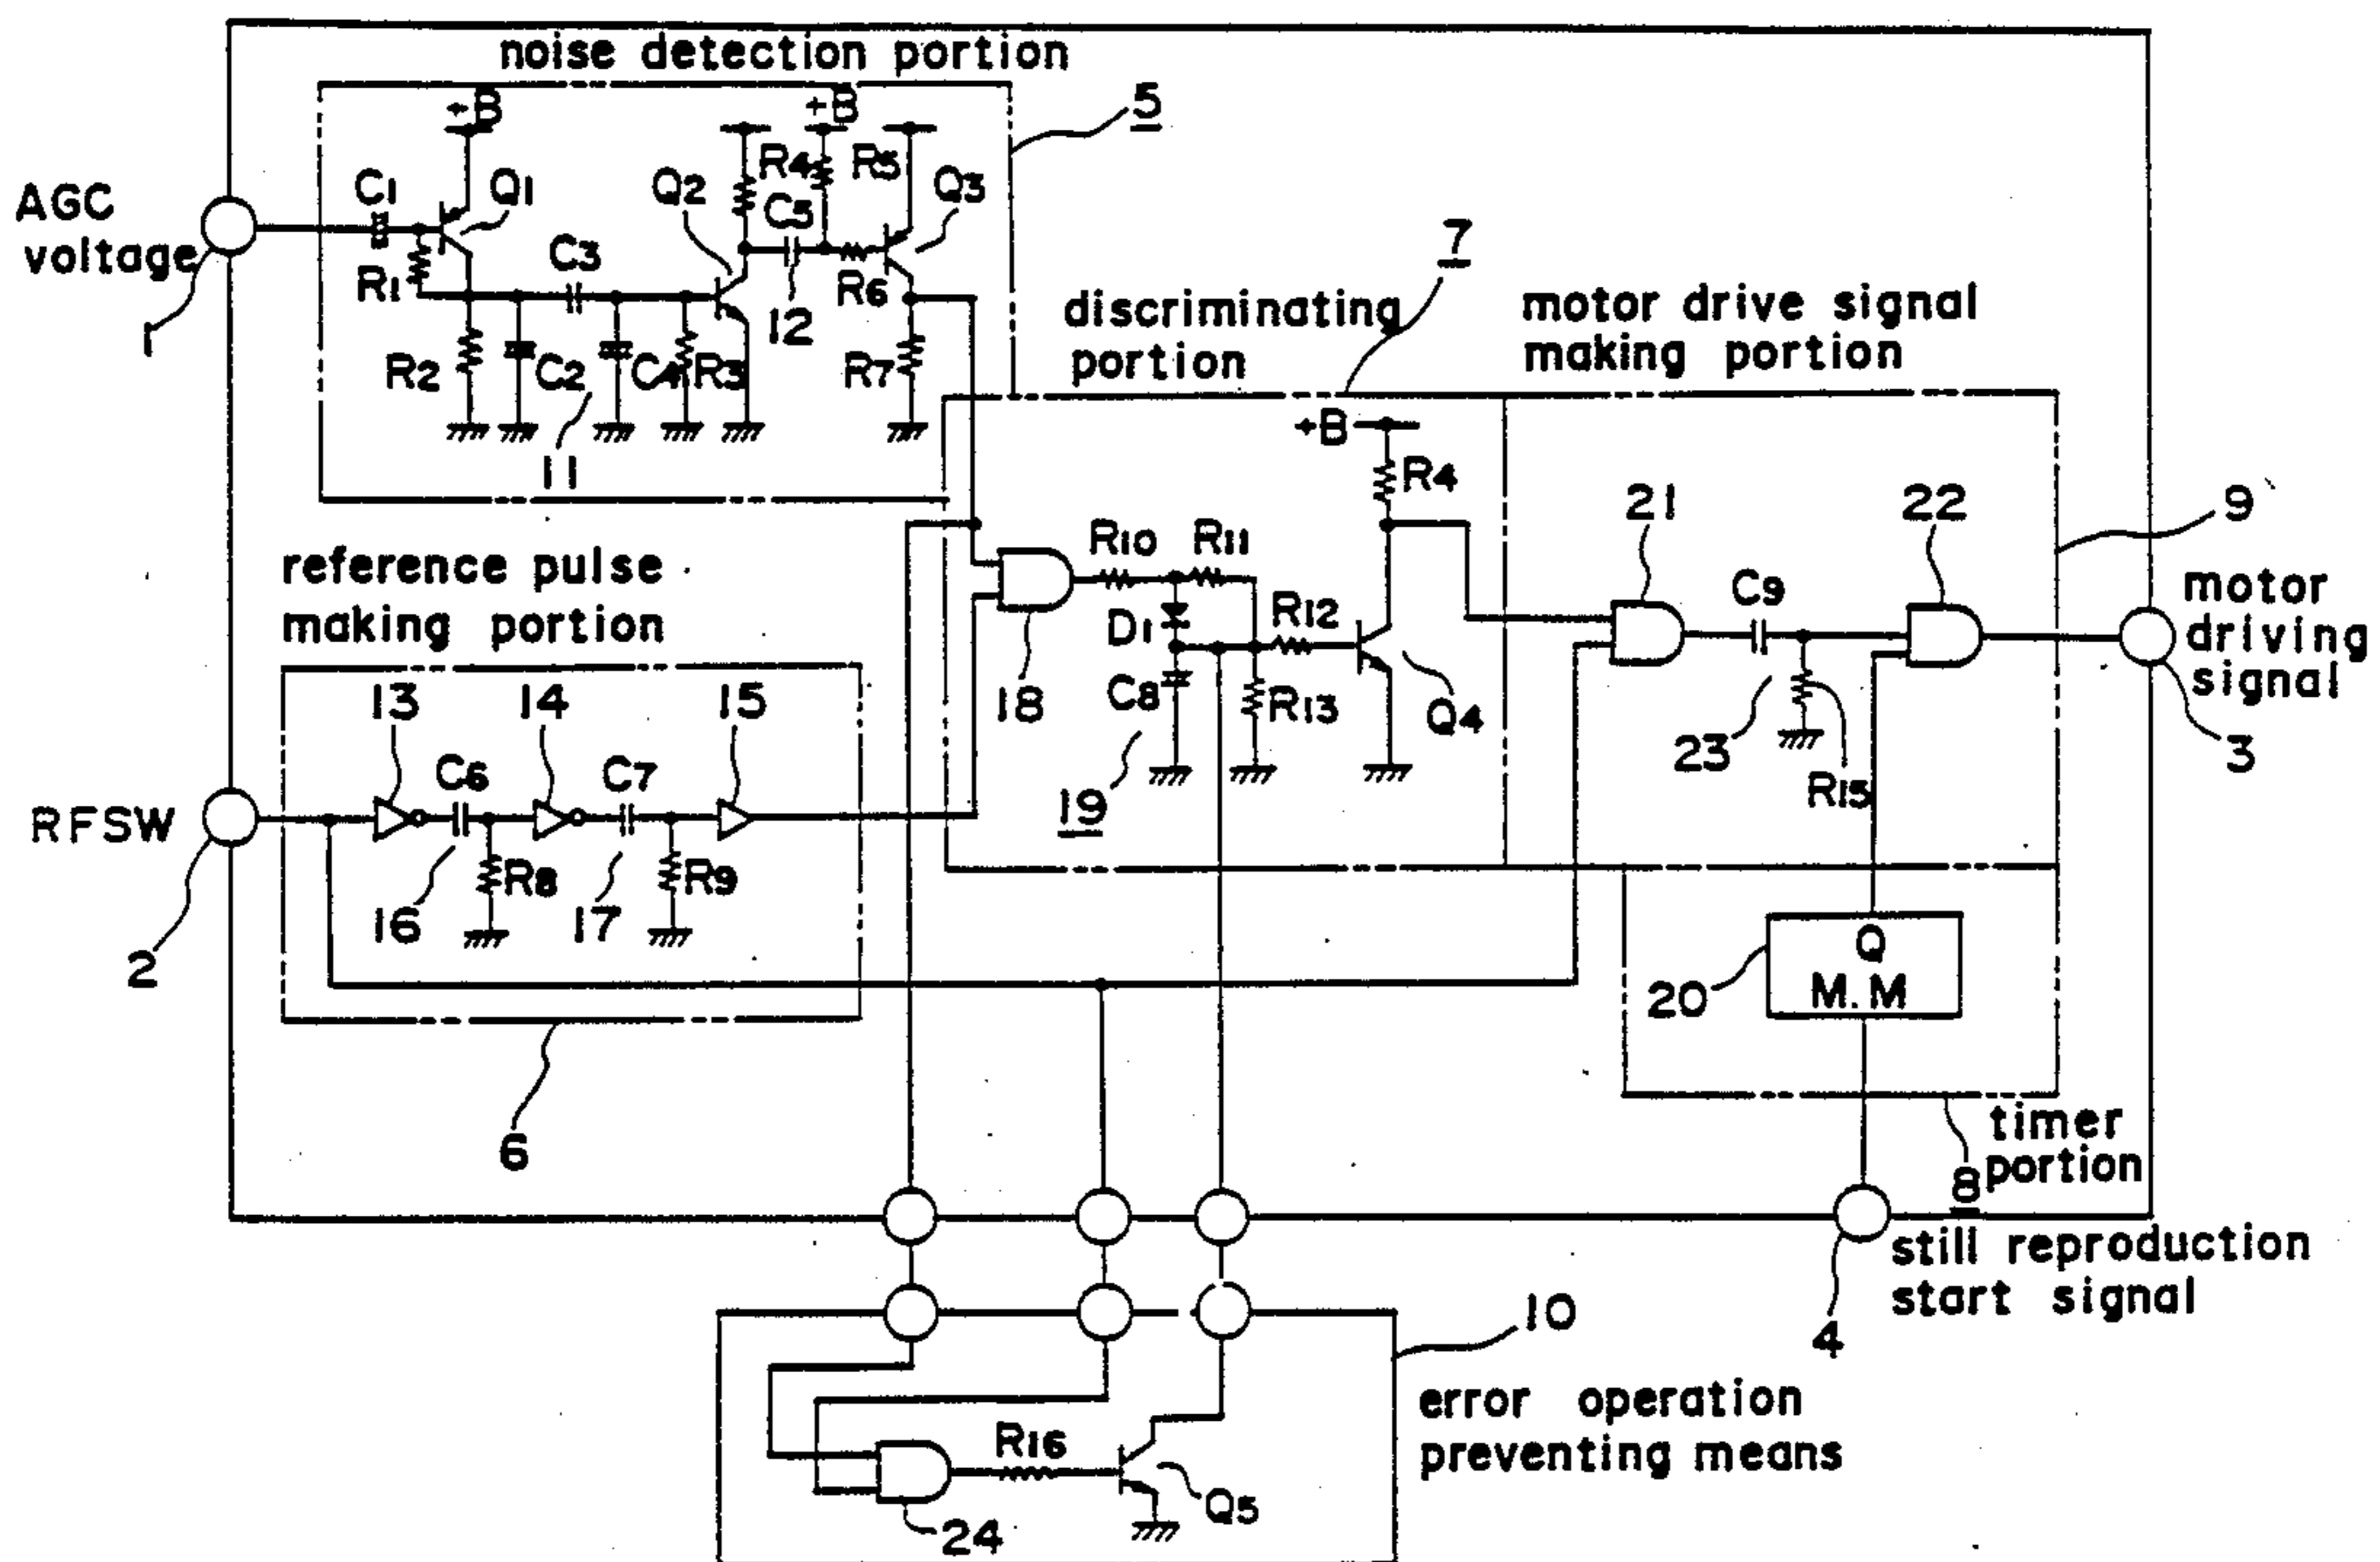 noise detection portion
+B
+B
5
R4
R5
C1
Q1
Q2
Q3
AGC
voltage
C5
C3
R1
R6
12
7
R2
C2
C4
R3
R7
1
11
discriminating
portion
motor drive signal
making portion
+B
R4
21
22
9
reference pulse
making portion
R10
R11
R12
D1
C8
R13
18
Q4
19
C9
23
R15
motor
driving
signal
3
13
14
15
C6
C7
RFSW
R8
R9
16
17
2
6
Q
M.M
20
timer
portion
8
still reproduction
start signal
4
10
error operation
preventing means
R16
Q5
24